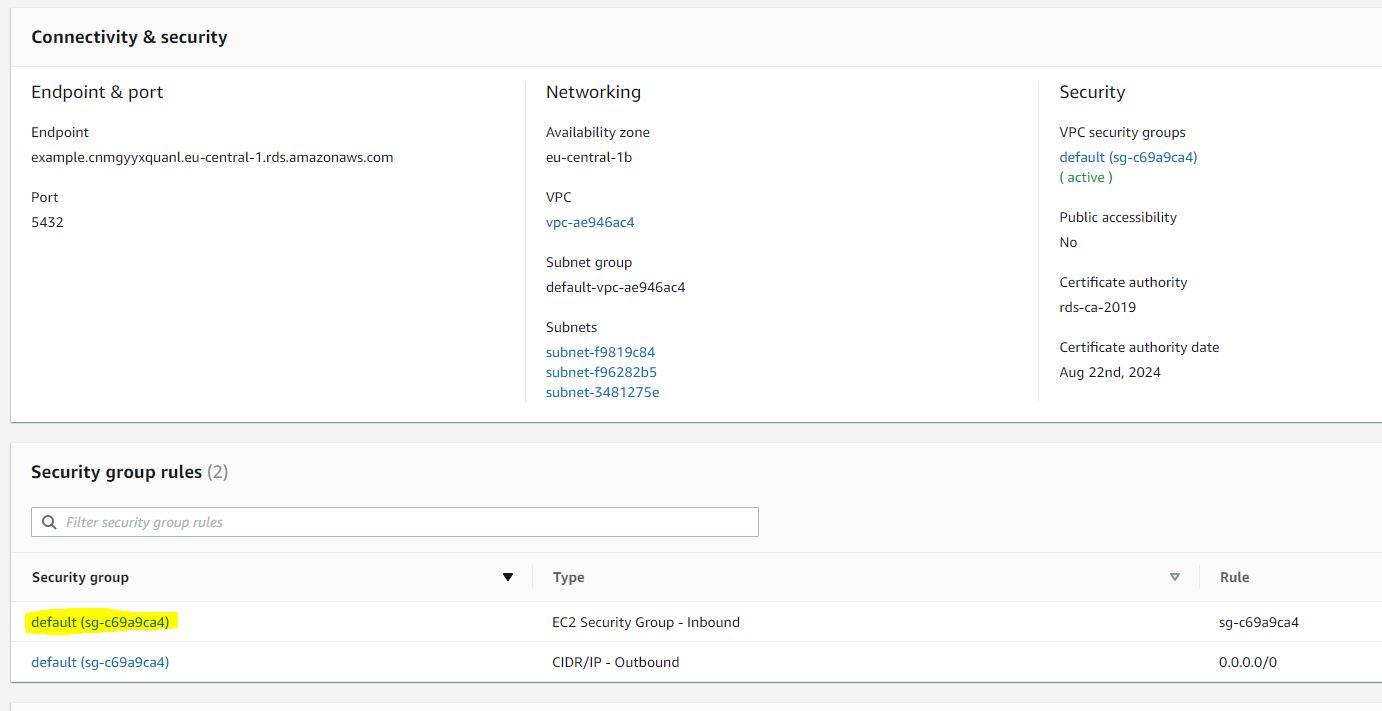 Connectivity & security
Endpoint & port
Endpoint
example.cnmgyyxquanl.eu-central-1.rds.amazonaws.com
Port
5432
Networking
Availability zone
eu-central-1b
VPC
vpc-ae946ac4
Subnet group
default-vpc-ae946ac4
Subnets
subnet-f9819c84
subnet-f96282b5
subnet-3481275e
Security
VPC security groups
default (sg-c69a9ca4)
( active )
Public accessibility
No
Certificate authority
rds-ca-2019
Certificate authority date
Aug 22nd, 2024
Security group rules (2)
Filter security group rules
Security group Type Rule
default (sg-c69a9ca4) EC2 Security Group - Inbound sg-c69a9ca4
default (sg-c69a9ca4) CIDR/IP - Outbound 0.0.0.0/0